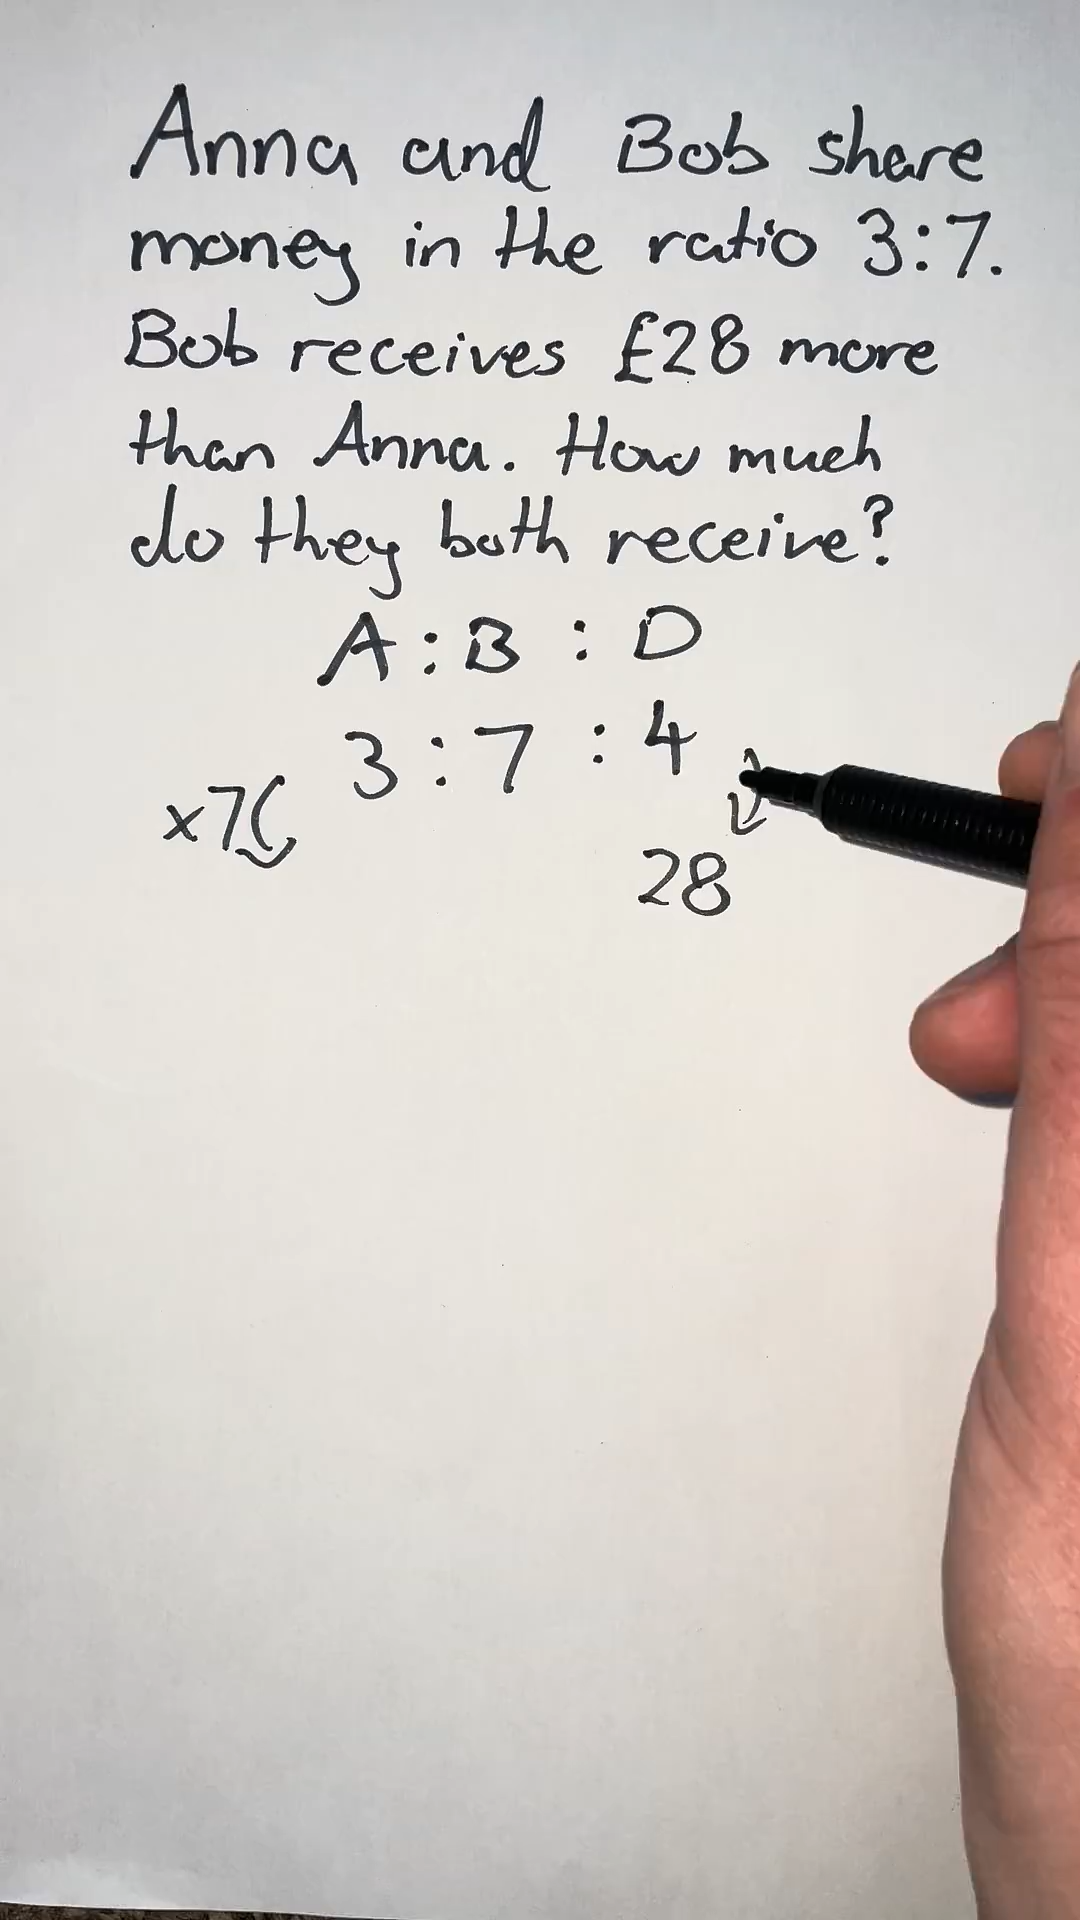 Anna and Bob share
money in the ratio 3:7.
Bob receives £28 more
than Anna. How much
do they both receive?
A:B : D
3:7 : 4
×7
28